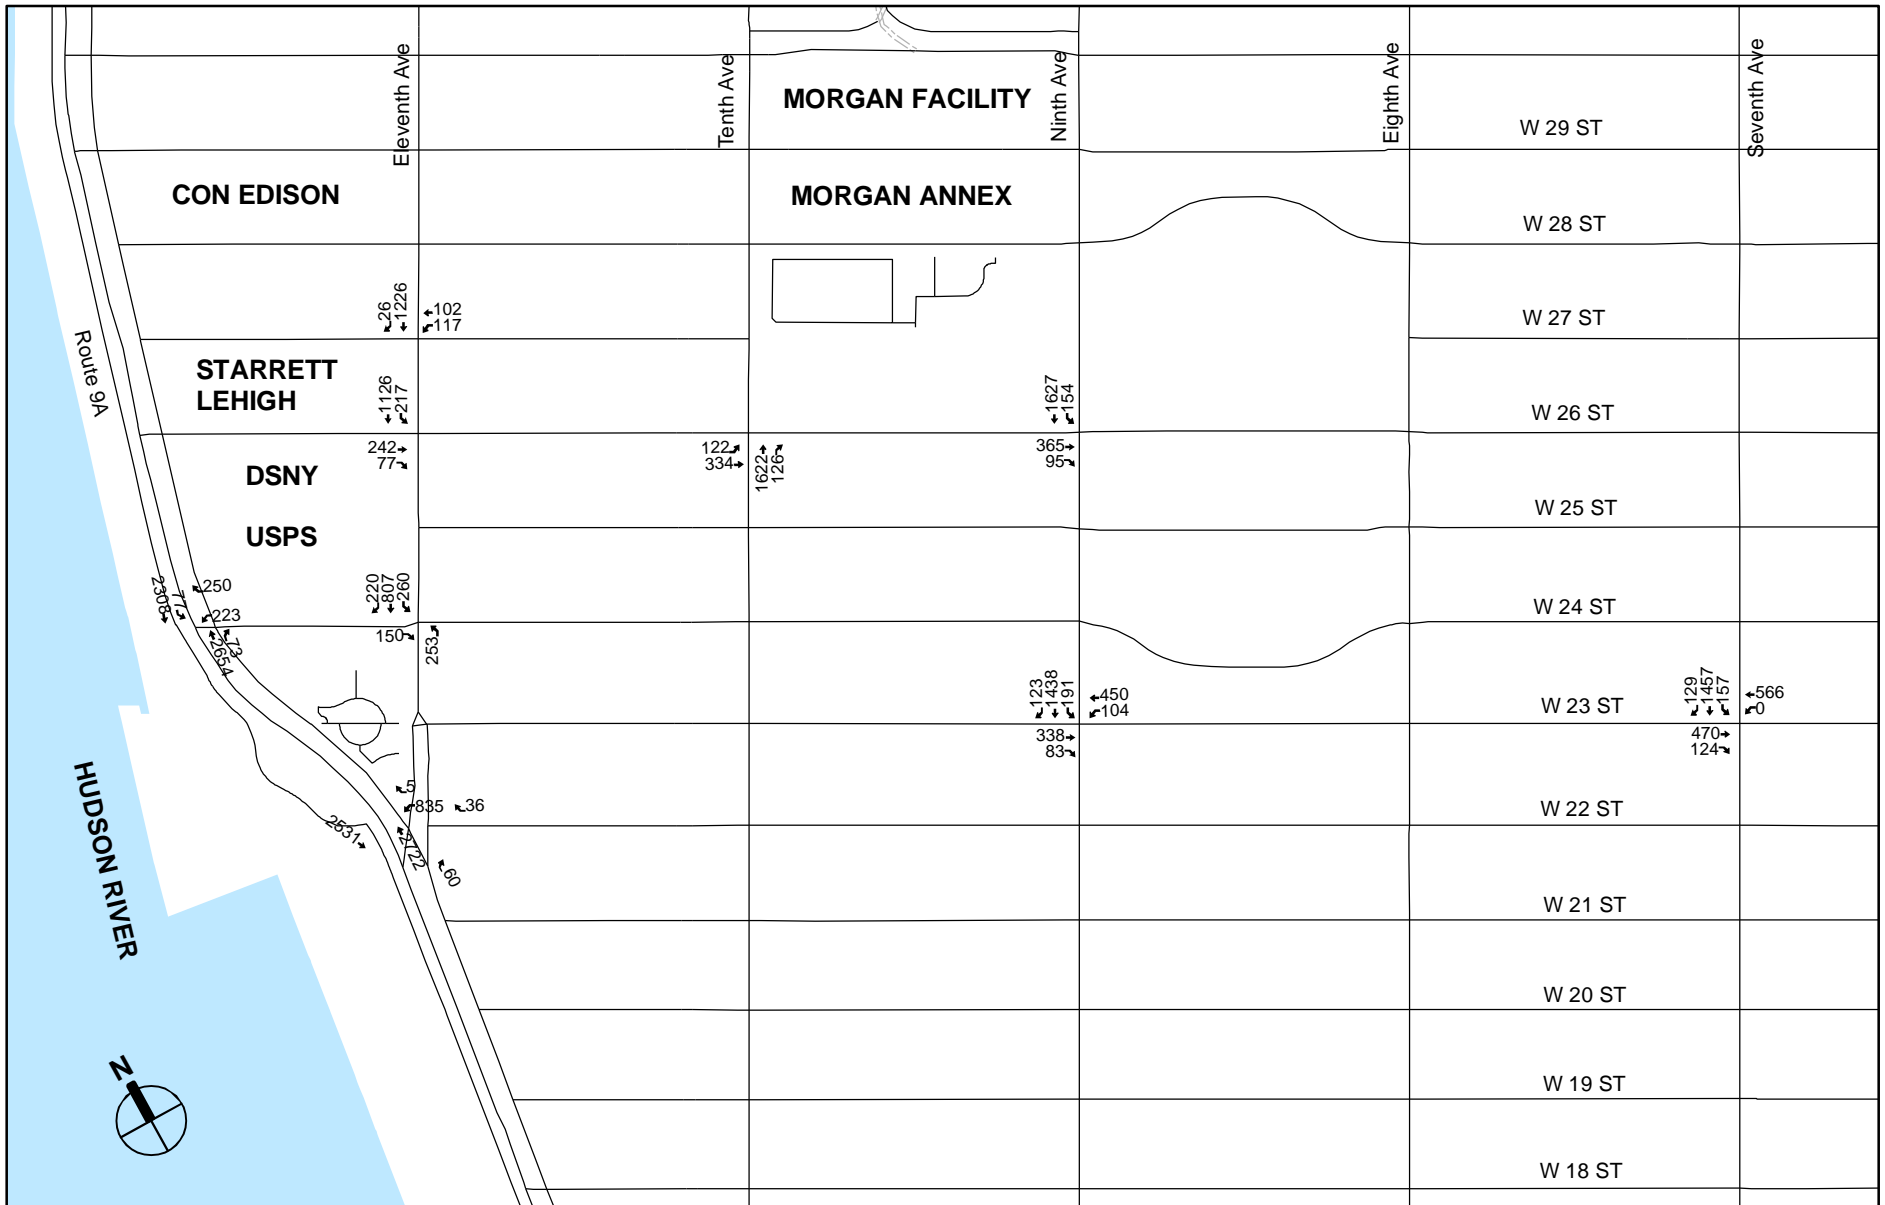 Eleventh Ave
Tenth Ave
Ninth Ave
Eighth Ave
Seventh Ave
MORGAN FACILITY
W 29 ST
CON EDISON
MORGAN ANNEX
W 28 ST
26
1226
102
117
W 27 ST
Route 9A
STARRETT
LEHIGH
1126
217
1627
154
W 26 ST
242
77
122
334
1622
126
365
95
DSNY
W 25 ST
USPS
2308
77
250
223
2654
73
220
807
260
150
253
W 24 ST
123
1438
191
450
104
338
83
W 23 ST
129
1457
157
566
0
470
124
HUDSON RIVER
5
835
36
2531
2722
60
W 22 ST
W 21 ST
W 20 ST
N
W 19 ST
W 18 ST